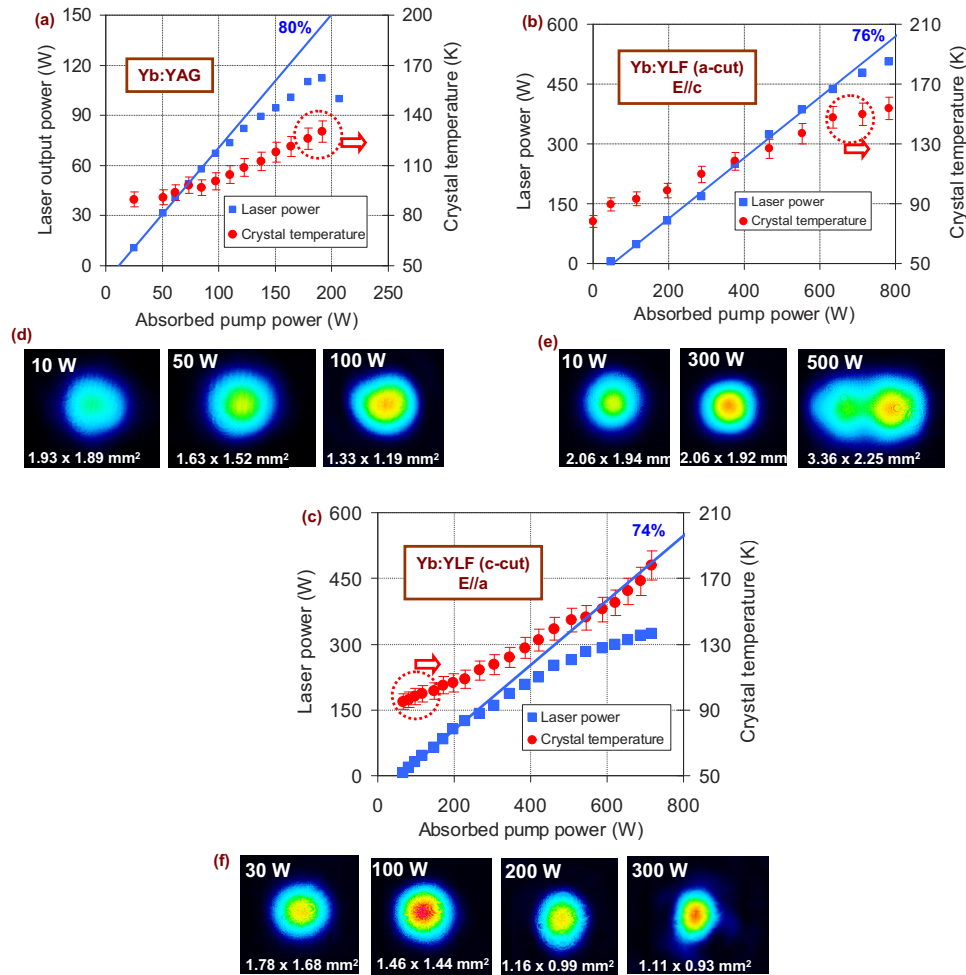 (a)
80%
Yb:YAG
Laser output power (W)
150
120
90
60
30
0
Crystal temperature (K)
200
170
140
110
80
50
Laser power
Crystal temperature
0 50 100 150 200 250
Absorbed pump power (W)
(b)
76%
Yb:YLF (a-cut)
E//c
Laser power (W)
600
450
300
150
0
Crystal temperature (K)
210
170
130
90
50
Laser power
Crystal temperature
0 200 400 600 800
Absorbed pump power (W)
(d)
10 W
1.93 x 1.89 mm²
50 W
1.63 x 1.52 mm²
100 W
1.33 x 1.19 mm²
(e)
10 W
2.06 x 1.94 mm
300 W
2.06 x 1.92 mm
500 W
3.36 x 2.25 mm²
(c)
74%
Yb:YLF (c-cut)
E//a
Laser power (W)
600
450
300
150
0
Crystal temperature (K)
210
170
130
90
50
Laser power
Crystal temperature
0 200 400 600 800
Absorbed pump power (W)
(f)
30 W
1.78 x 1.68 mm²
100 W
1.46 x 1.44 mm²
200 W
1.16 x 0.99 mm²
300 W
1.11 x 0.93 mm²